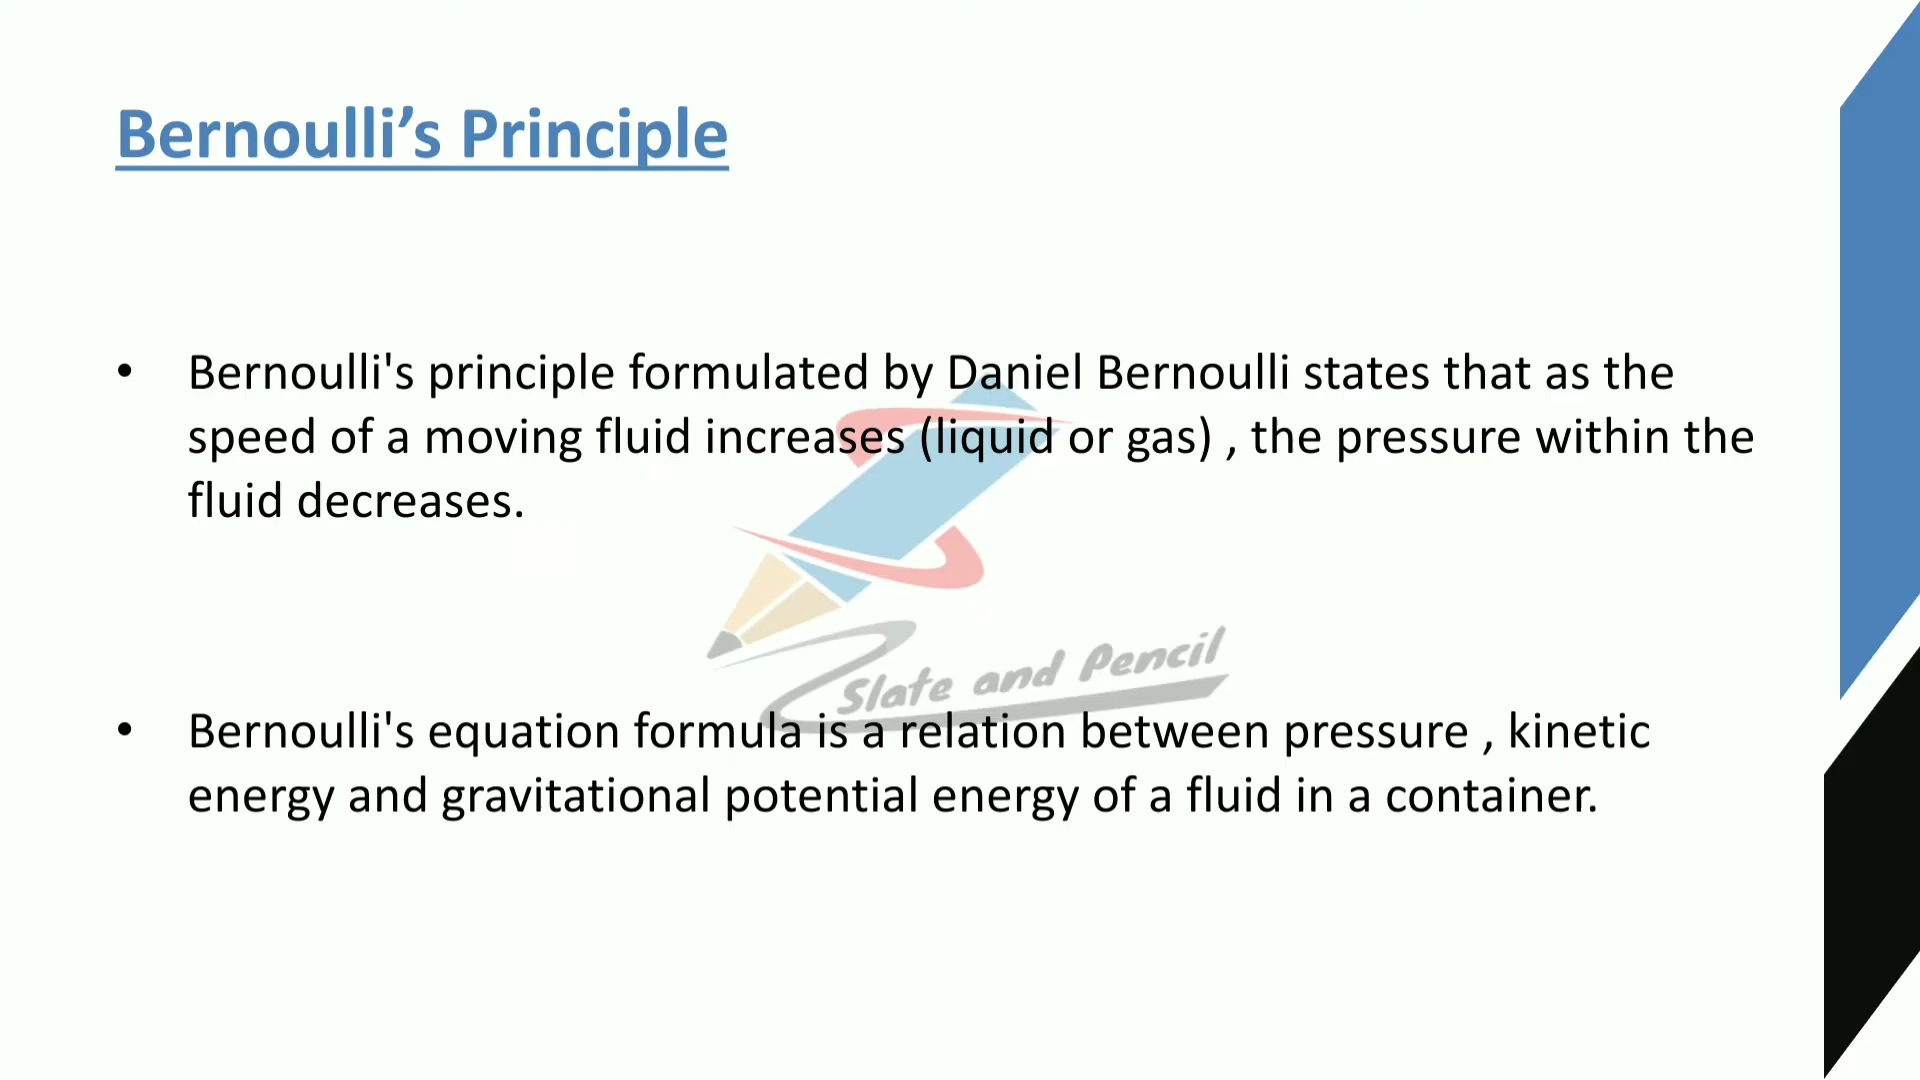 Bernoulli’s Principle
• Bernoulli's principle formulated by Daniel Bernoulli states that as the
speed of a moving fluid increases (liquid or gas) , the pressure within the
fluid decreases.
Slate and Pencil
• Bernoulli's equation formula is a relation between pressure , kinetic
energy and gravitational potential energy of a fluid in a container.